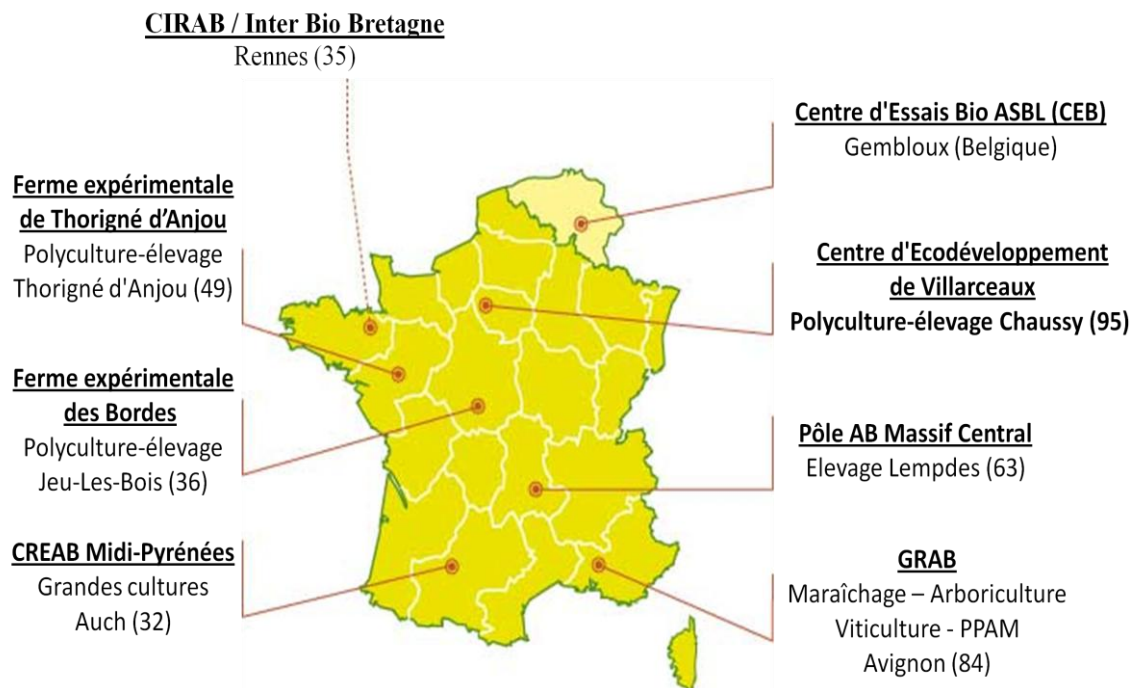 CIRAB / Inter Bio Bretagne
Rennes (35)
Ferme expérimentale
de Thorigné d’Anjou
Polyculture-élevage
Thorigné d'Anjou (49)
Ferme expérimentale
des Bordes
Polyculture-élevage
Jeu-Les-Bois (36)
CREAB Midi-Pyrénées
Grandes cultures
Auch (32)
Centre d'Essais Bio ASBL (CEB)
Gembloux (Belgique)
Centre d'Ecodéveloppement
de Villarceaux
Polyculture-élevage Chaussy (95)
Pôle AB Massif Central
Elevage Lempdes (63)
GRAB
Maraîchage – Arboriculture
Viticulture - PPAM
Avignon (84)